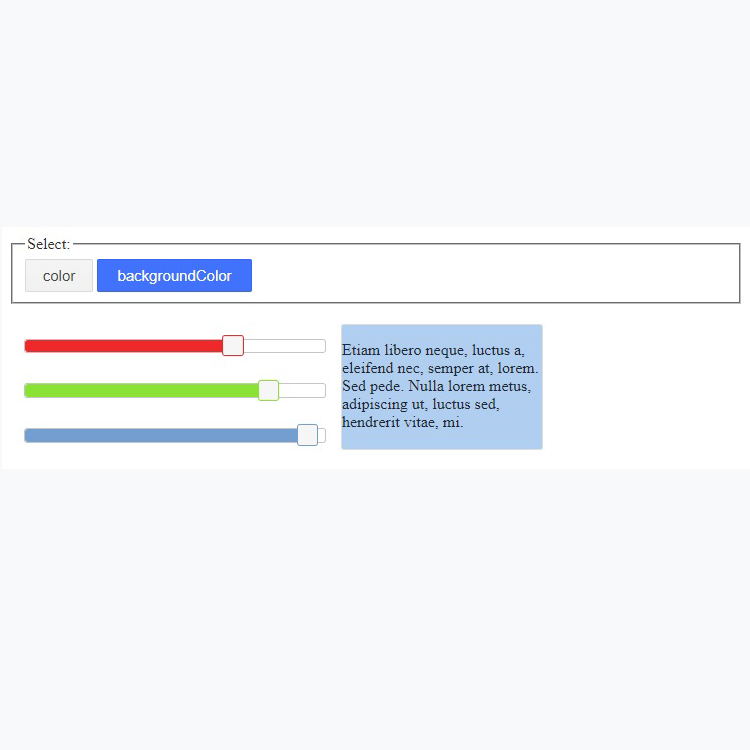 Select:
color backgroundColor
Etiam libero neque, luctus a,
eleifend nec, semper at, lorem.
Sed pede. Nulla lorem metus,
adipiscing ut, luctus sed,
hendrerit vitae, mi.